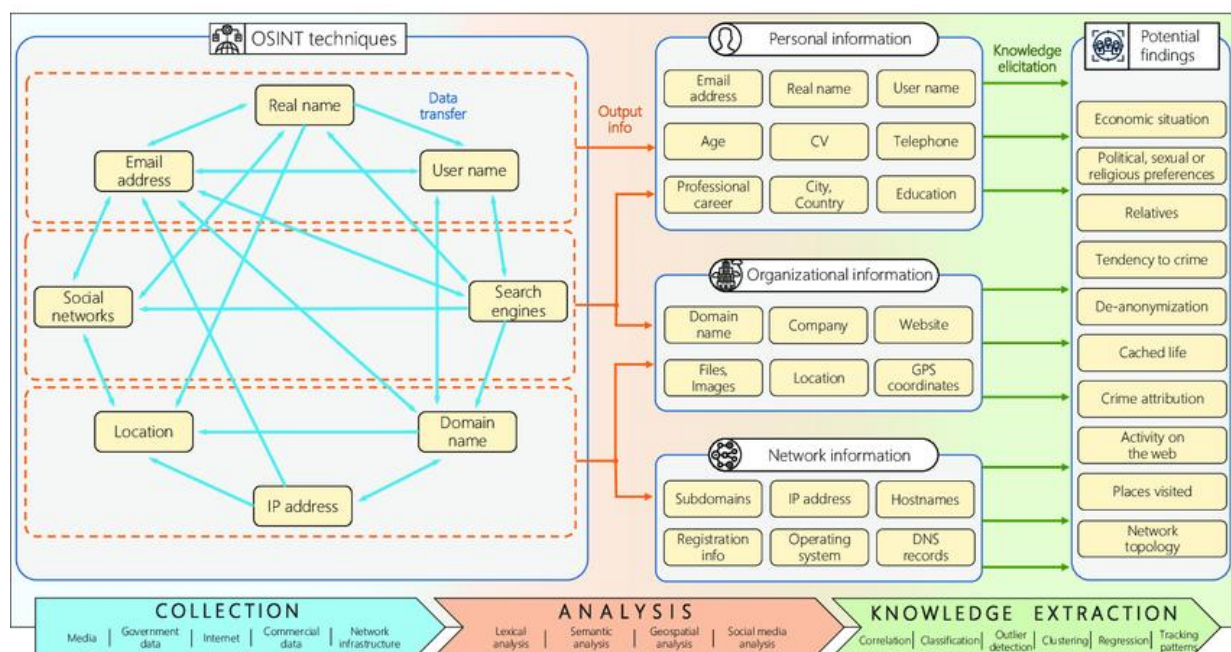 OSINT techniques
Real name
Data
transfer
Email
address
User name
Social
networks
Search
engines
Location
Domain
name
IP address
Output
info
Personal information
Email
address
Real name
User name
Age
CV
Telephone
Professional
career
City,
Country
Education
Organizational information
Domain
name
Company
Website
Files,
Images
Location
GPS
coordinates
Network information
Subdomains
IP address
Hostnames
Registration
info
Operating
system
DNS
records
Knowledge
elicitation
Potential
findings
Economic situation
Political, sexual or
religious preferences
Relatives
Tendency to crime
De-anonymization
Cached life
Crime attribution
Activity on
the web
Places visited
Network
topology
COLLECTION
Media
Government
data
Internet
Commercial
data
Network
infrastructure
ANALYSIS
Lexical
analysis
Semantic
analysis
Geospatial
analysis
Social media
analysis
KNOWLEDGE EXTRACTION
Correlation
Classification
Outlier
detection
Clustering
Regression
Tracking
patterns